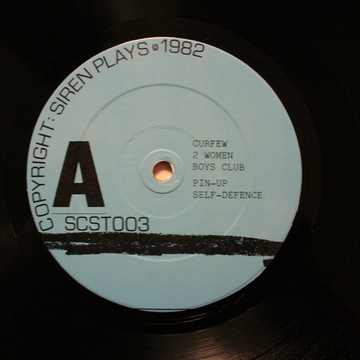 COPYRIGHT: SIREN PLAYS ℗ 1982
A
SCST003
CURFEW
2 WOMEN
BOYS CLUB
PIN-UP
SELF-DEFENCE